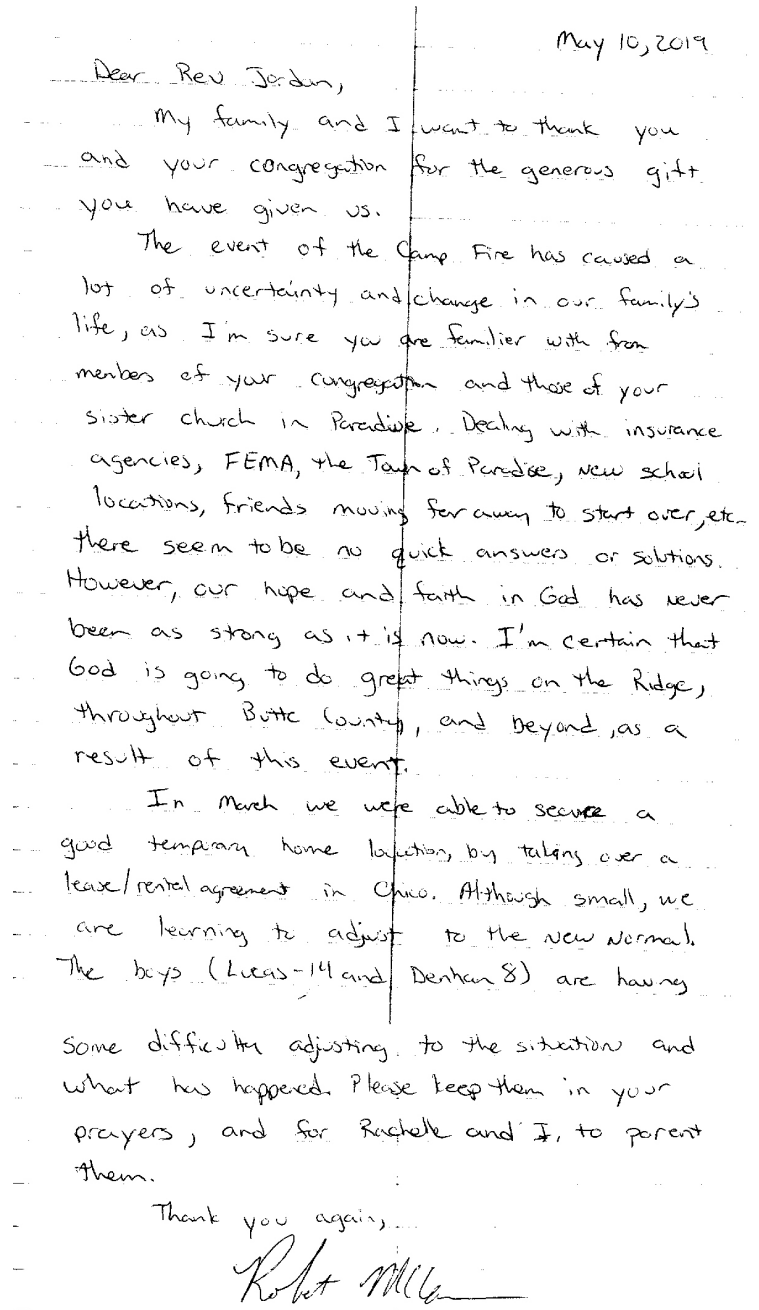 May 10, 2019
Dear Rev Jordan,
My family and I want to thank you
and your congregation for the generous gift
you have given us.
The event of the Camp Fire has caused a
lot of uncertainty and change in our family's
life, as I'm sure you are familier with from
members of your congregation and those of your
sister church in Paradise. Dealing with insurance
agencies, FEMA, the Town of Paradise, new school
locations, friends moving far away to start over, etc-
there seem to be no quick answers or solutions.
However, our hope and faith in God has never
been as strong as it is now. I'm certain that
God is going to do great things on the Ridge,
throughout Butte County, and beyond, as a
result of this event.
In March we were able to secure a
good temporary home location, by taking over a
lease/rental agreement in Chico. Although small, we
are learning to adjust to the new normal.
The boys (Lucas-14 and Denhan 8) are having
some difficulty adjusting to the situation and
what has happened. Please keep them in your
prayers, and for Rachelle and I, to parent
them.
Thank you again,
Robert